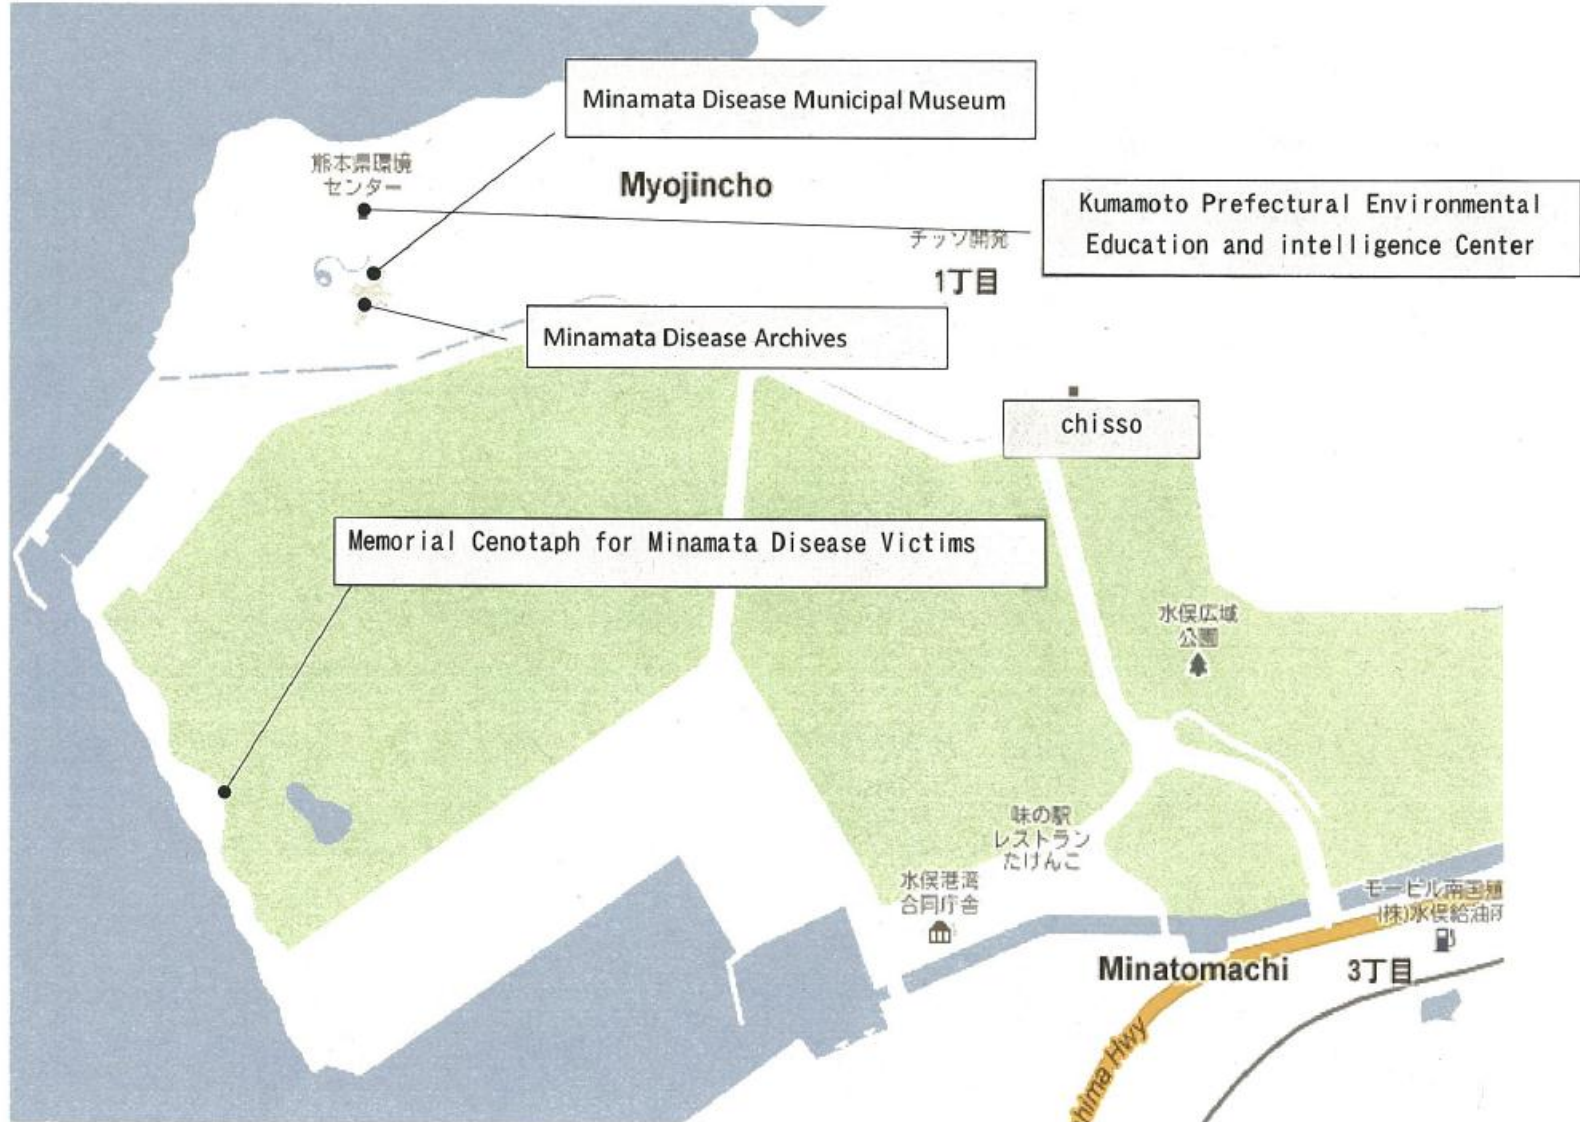 Minamata Disease Municipal Museum
熊本県環境
センター
Myojincho
Kumamoto Prefectural Environmental
Education and intelligence Center
チッソ開発
1丁目
Minamata Disease Archives
chisso
Memorial Cenotaph for Minamata Disease Victims
水俣広域
公園
味の駅
レストラン
たけんこ
水俣港湾
合同庁舎
モービル南国殖
(株)水俣給油所
Minatomachi
3丁目
hima Hwy